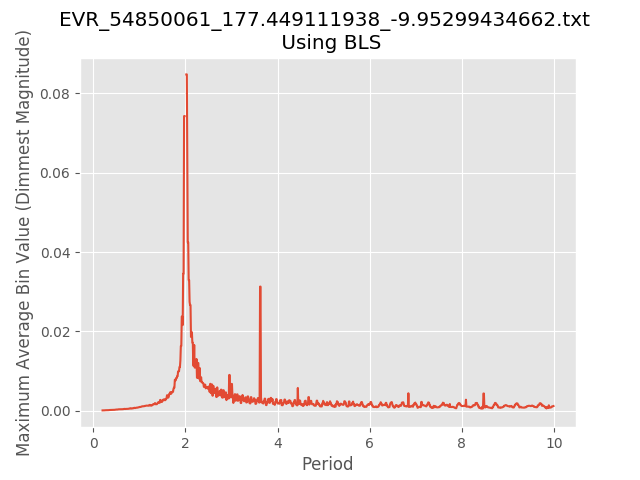 EVR_54850061_177.449111938_-9.95299434662.txt
Using BLS
Maximum Average Bin Value (Dimmest Magnitude)
0.08
0.06
0.04
0.02
0.00
0 2 4 6 8 10
Period